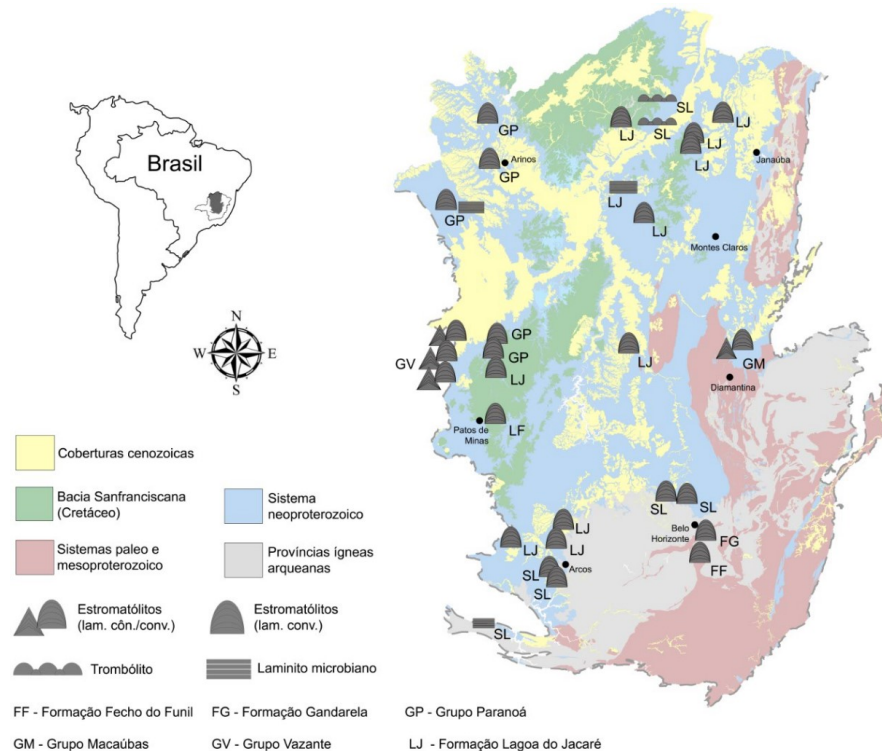 Brasil
N
W
E
S
SL
GP
LJ
SL
LJ
LJ
LJ
Arinos
GP
Janaúba
GP
LJ
LJ
Montes Claros
GP
GV
GP
LJ
LJ
GM
Diamantina
Patos de
Minas
LF
SL
SL
Belo
Horizonte
FG
FF
LJ
LJ
LJ
SL
Arcos
SL
SL
Coberturas cenozoicas
Bacia Sanfranciscana
(Cretáceo)
Sistema
neoproterozoico
Sistemas paleo e
mesoproterozoico
Províncias ígneas
arqueanas
Estromatólitos
(lam. côn./conv.)
Estromatólitos
(lam. conv.)
Trombólito
Laminito microbiano
FF - Formação Fecho do Funil
FG - Formação Gandarela
GP - Grupo Paranoá
GM - Grupo Macaúbas
GV - Grupo Vazante
LJ - Formação Lagoa do Jacaré